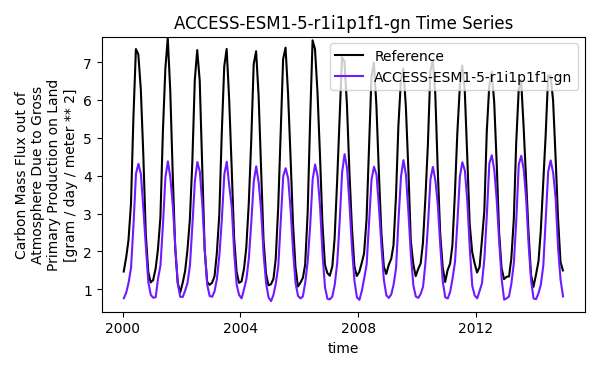 ACCESS-ESM1-5-r1i1p1f1-gn Time Series
Carbon Mass Flux out of
Atmosphere Due to Gross
Primary Production on Land
[gram / day / meter ** 2]
7
6
5
4
3
2
1
Reference
ACCESS-ESM1-5-r1i1p1f1-gn
2000 2004 2008 2012
time